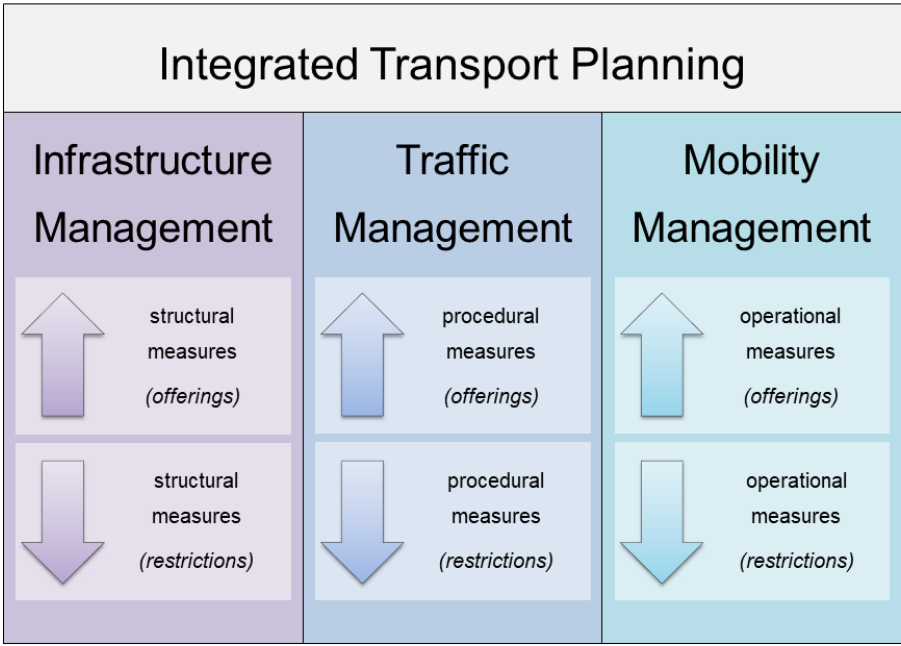 Integrated Transport Planning
Infrastructure
Management
structural
measures
(offerings)
structural
measures
(restrictions)
Traffic
Management
procedural
measures
(offerings)
procedural
measures
(restrictions)
Mobility
Management
operational
measures
(offerings)
operational
measures
(restrictions)